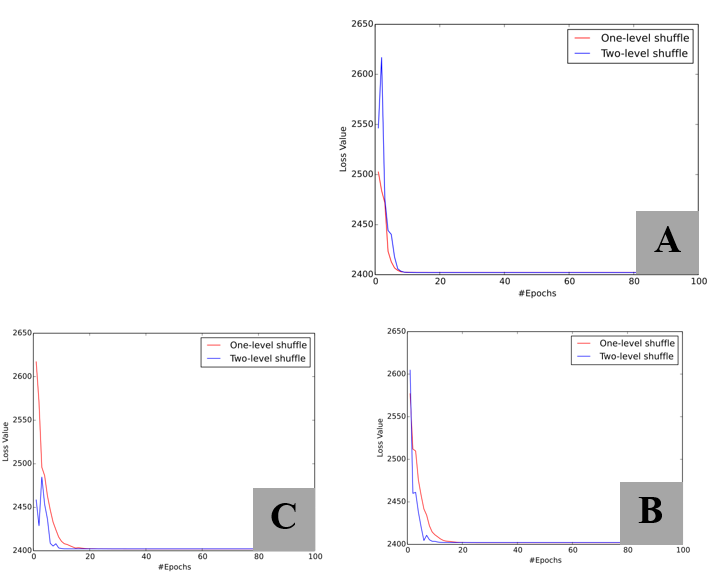 2650
2600
2550
2500
2450
2400
Loss Value
One-level shuffle
Two-level shuffle
A
0 20 40 60 80 100
#Epochs
2650
2600
2550
2500
2450
2400
Loss Value
One-level shuffle
Two-level shuffle
C
0 20 40 60 80 100
#Epochs
2650
2600
2550
2500
2450
2400
Loss Value
One-level shuffle
Two-level shuffle
B
0 20 40 60 80 100
#Epochs